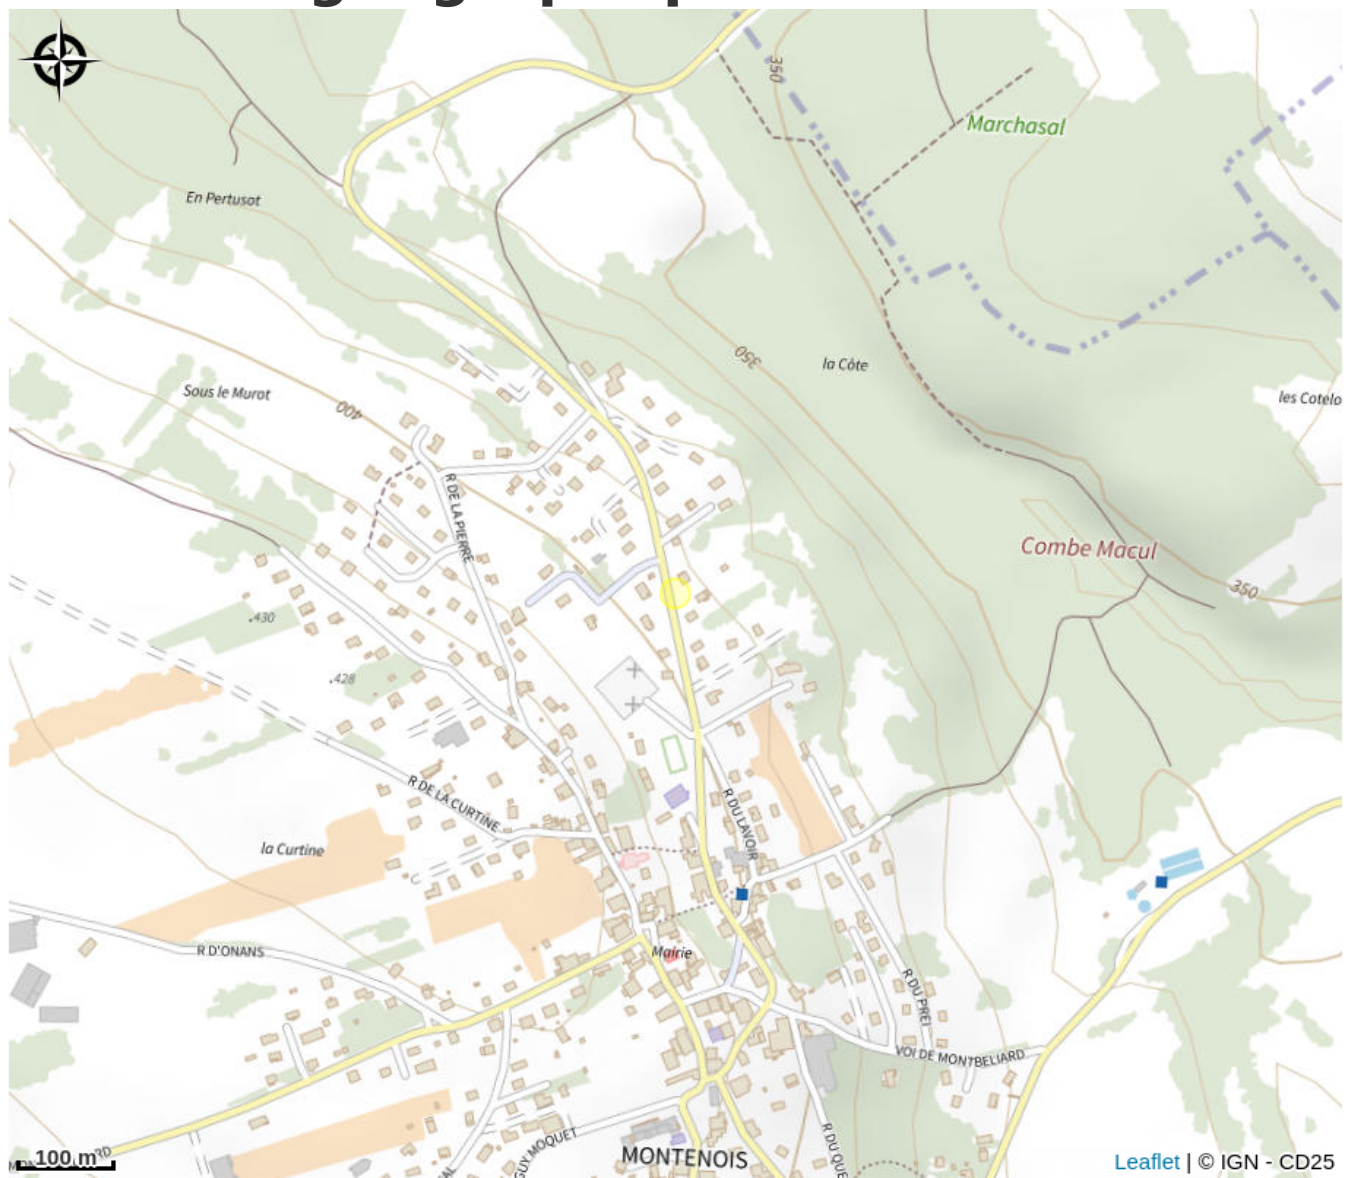 350
Marchasal
En Pertusot
350
la Côte
Sous le Murot
400
les Cotelo
R DE LA PIERRE
Combe Macul
350
.430
.428
R DE LA CURTINE
R DU LAVOIR
la Curtine
R D'ONANS
Mairie
R DU PREI
VOI DE MONTBELIARD
GUY MOQUET
R DU QUE
MONTENOIS
100 m
Leaflet | © IGN - CD25